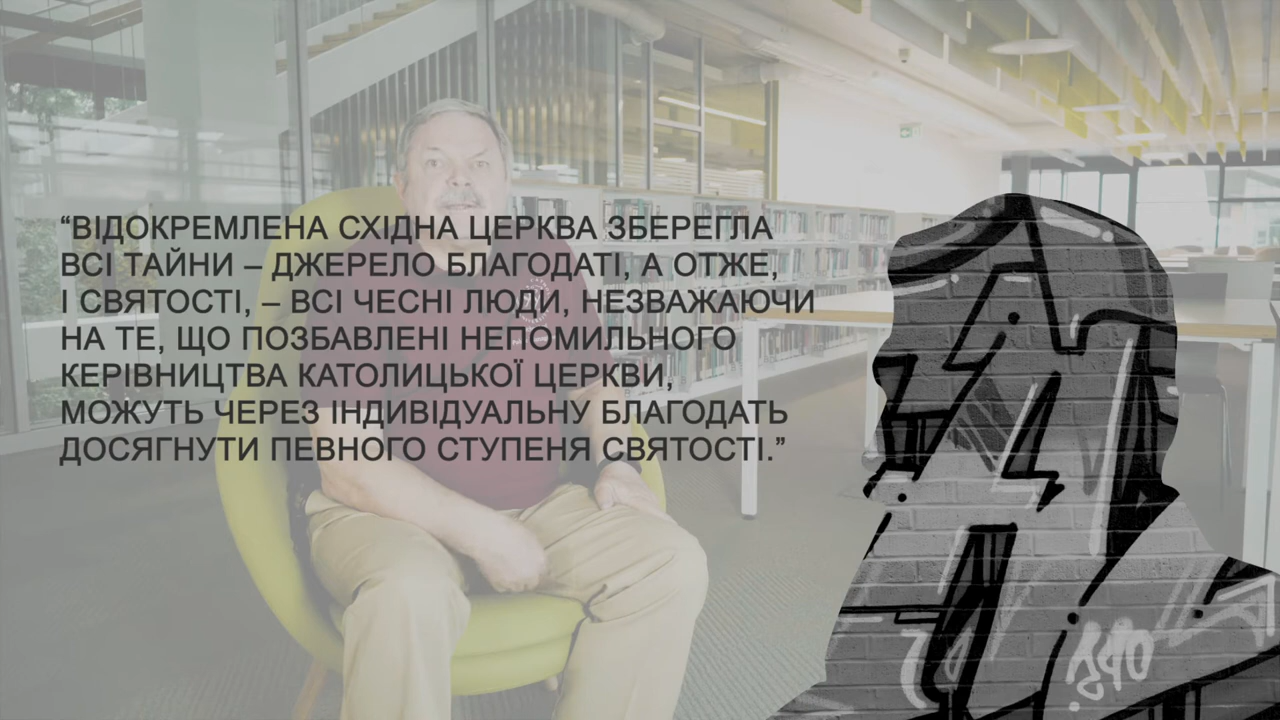 “ВІДОКРЕМЛЕНА СХІДНА ЦЕРКВА ЗБЕРЕГЛА
ВСІ ТАЙНИ – ДЖЕРЕЛО БЛАГОДАТІ, А ОТЖЕ,
І СВЯТОСТІ, – ВСІ ЧЕСНІ ЛЮДИ, НЕЗВАЖАЮЧИ
НА ТЕ, ЩО ПОЗБАВЛЕНІ НЕПОМИЛЬНОГО
КЕРІВНИЦТВА КАТОЛИЦЬКОЇ ЦЕРКВИ,
МОЖУТЬ ЧЕРЕЗ ІНДИВІДУАЛЬНУ БЛАГОДАТЬ
ДОСЯГНУТИ ПЕВНОГО СТУПЕНЯ СВЯТОСТІ.”